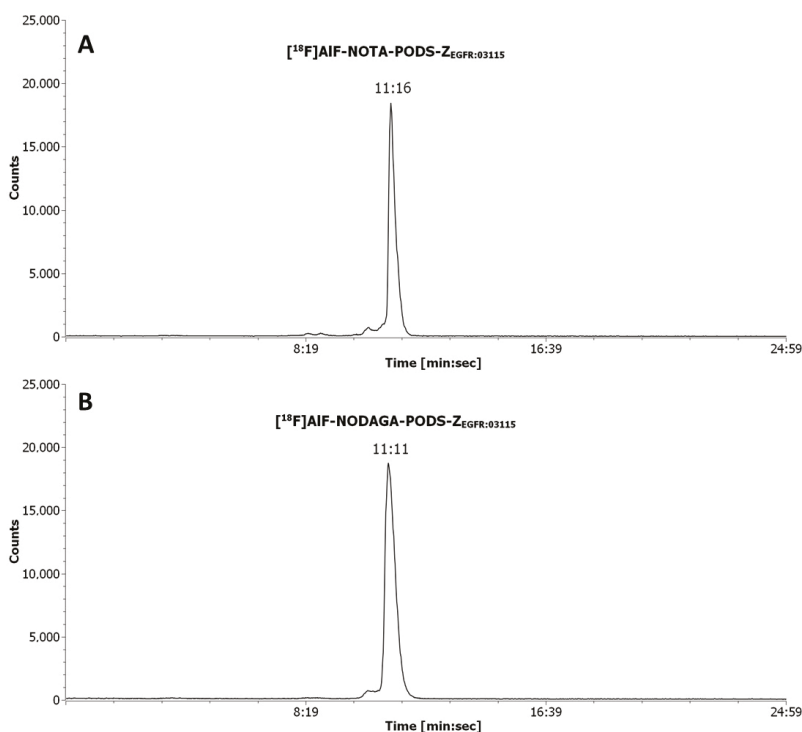 25.000
A
[¹⁸F]AlF-NOTA-PODS-Z_EGFR:03115
11:16
20.000
15.000
Counts
10.000
5.000
0
8:19
16:39
24:59
Time [min:sec]
25.000
B
[¹⁸F]AlF-NODAGA-PODS-Z_EGFR:03115
11:11
20.000
15.000
Counts
10.000
5.000
0
8:19
16:39
24:59
Time [min:sec]